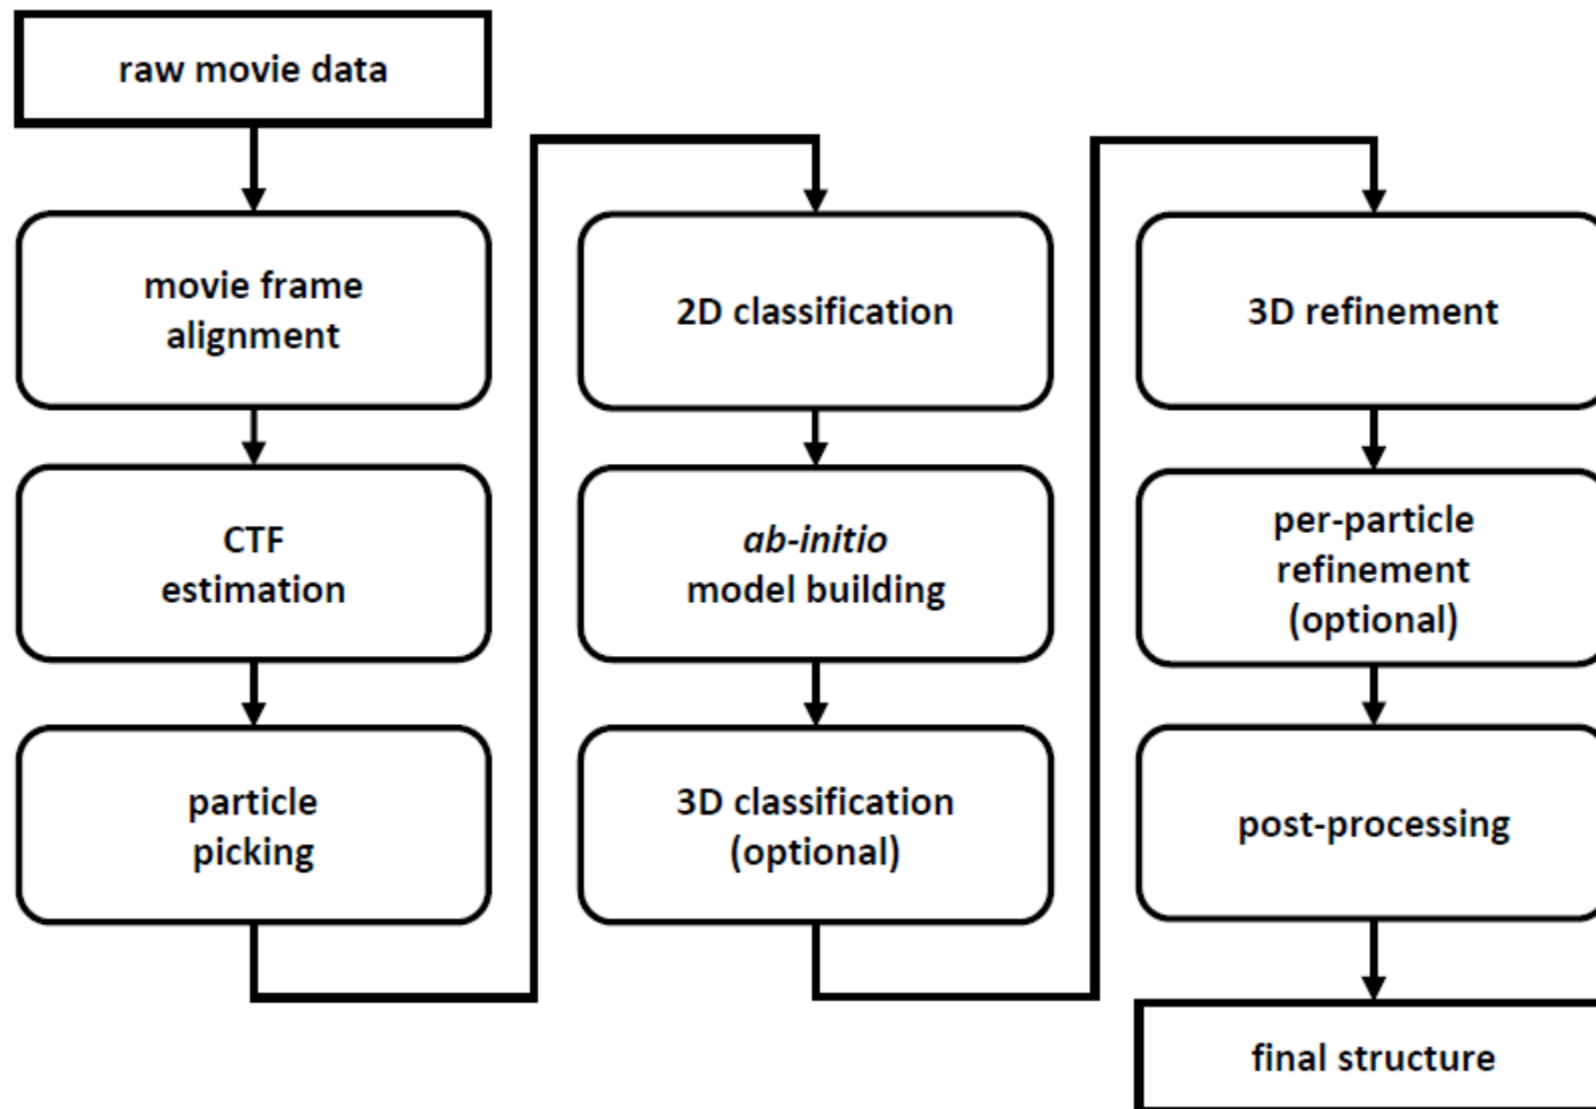 raw movie data
movie frame
alignment
CTF
estimation
particle
picking
2D classification
ab-initio
model building
3D classification
(optional)
3D refinement
per-particle
refinement
(optional)
post-processing
final structure